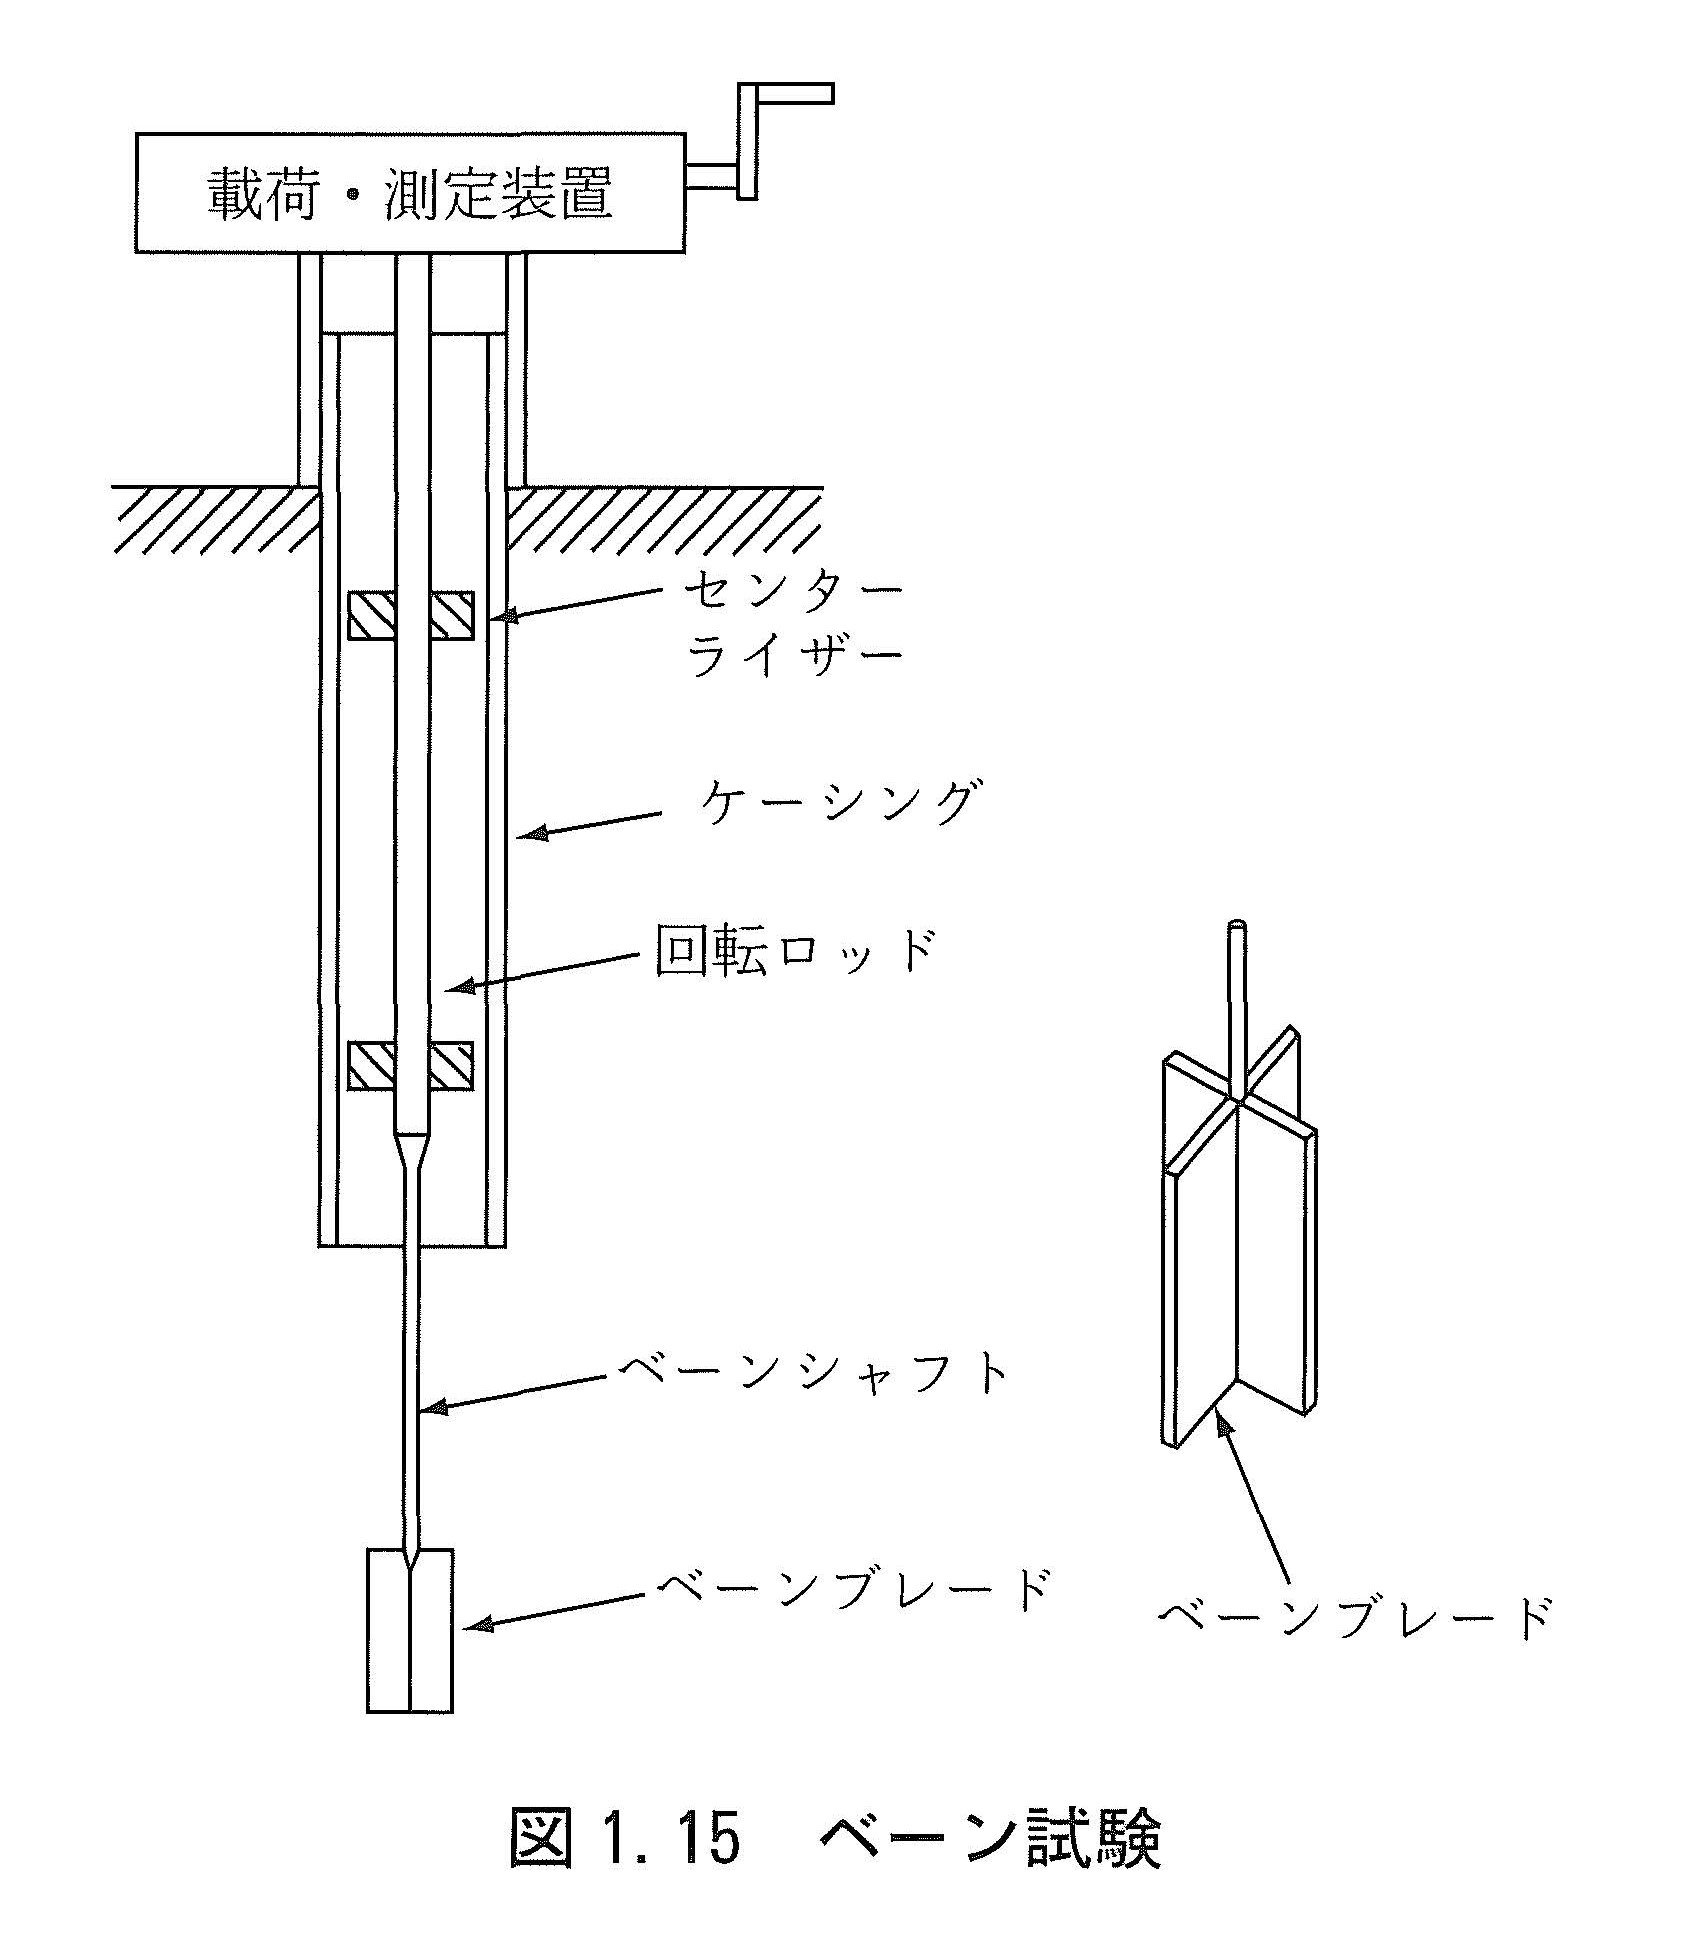 載荷・測定装置
センター
ライザー
ケーシング
回転ロッド
ベーンシャフト
ベーンブレード
ベーンブレード
図1.15 ベーン試験